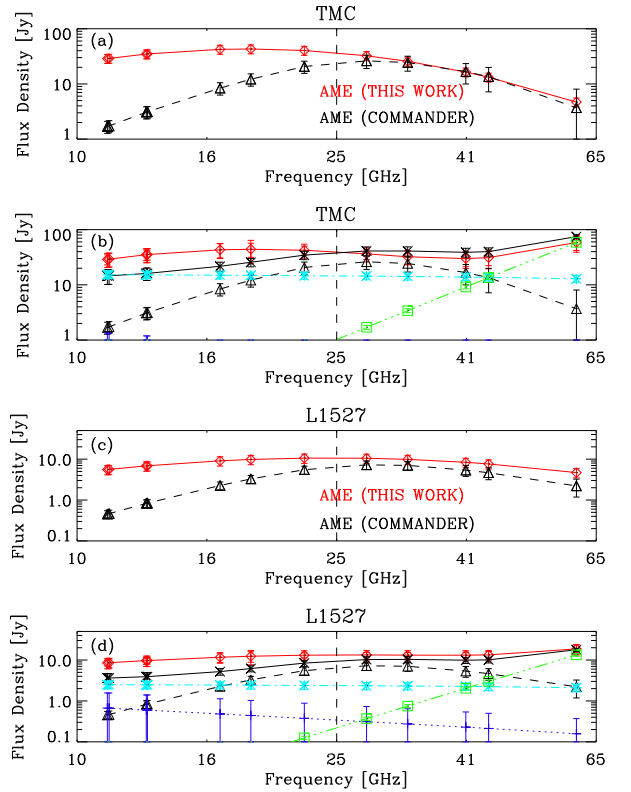 TMC
(a)
100
10
1
Flux Density [Jy]
AME (THIS WORK)
AME (COMMANDER)
10 16 25 41 65
Frequency [GHz]
TMC
(b)
100
10
1
Flux Density [Jy]
10 16 25 41 65
Frequency [GHz]
L1527
(c)
10.0
1.0
0.1
Flux Density [Jy]
AME (THIS WORK)
AME (COMMANDER)
10 16 25 41 65
Frequency [GHz]
L1527
(d)
10.0
1.0
0.1
Flux Density [Jy]
10 16 25 41 65
Frequency [GHz]